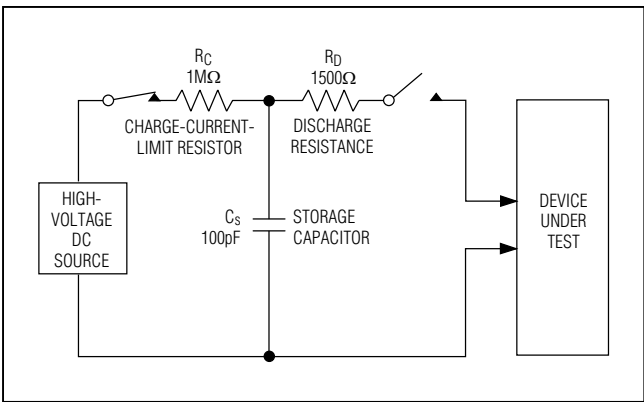 R_C
1MΩ
CHARGE-CURRENT-
LIMIT RESISTOR
R_D
1500Ω
DISCHARGE
RESISTANCE
HIGH-
VOLTAGE
DC
SOURCE
C_s
100pF
STORAGE
CAPACITOR
DEVICE
UNDER
TEST